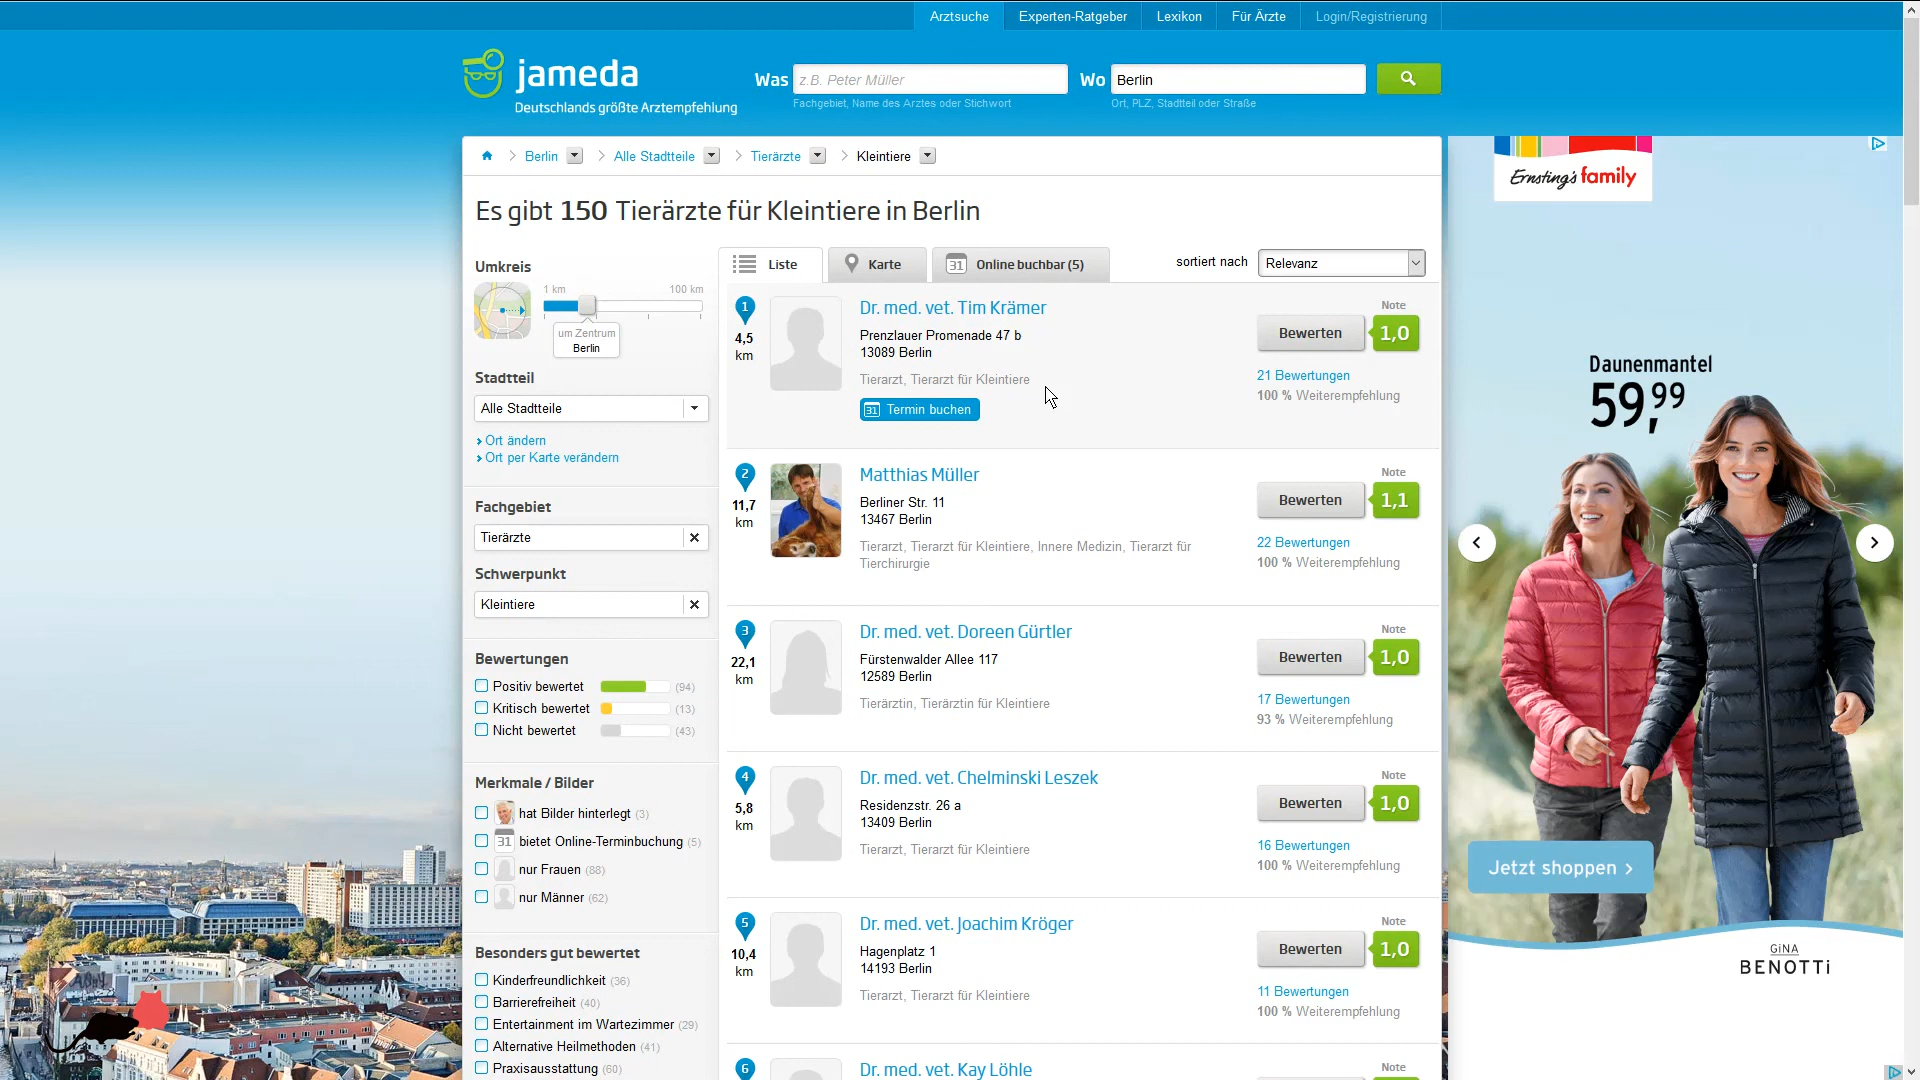 Arztsuche
Experten-Ratgeber
Lexikon
Für Ärzte
Login/Registrierung
jameda
Deutschlands größte Arztempfehlung
Was
z.B. Peter Müller
Fachgebiet, Name des Arztes oder Stichwort
Wo
Berlin
Ort, PLZ, Stadtteil oder Straße
Berlin
Alle Stadtteile
Tierärzte
Kleintiere
Es gibt 150 Tierärzte für Kleintiere in Berlin
Umkreis
1 km
100 km
um Zentrum
Berlin
Stadtteil
Alle Stadtteile
Ort ändern
Ort per Karte verändern
Fachgebiet
Tierärzte
Schwerpunkt
Kleintiere
Bewertungen
Positiv bewertet (94)
Kritisch bewertet (13)
Nicht bewertet (43)
Merkmale / Bilder
hat Bilder hinterlegt (3)
31 bietet Online-Terminbuchung (5)
nur Frauen (88)
nur Männer (62)
Besonders gut bewertet
Kinderfreundlichkeit (36)
Barrierefreiheit (40)
Entertainment im Wartezimmer (29)
Alternative Heilmethoden (41)
Praxisausstattung (60)
Liste
Karte
31 Online buchbar (5)
sortiert nach
Relevanz
1
4,5
km
Dr. med. vet. Tim Krämer
Prenzlauer Promenade 47 b
13089 Berlin
Tierarzt, Tierarzt für Kleintiere
31 Termin buchen
Note
Bewerten
1,0
21 Bewertungen
100 % Weiterempfehlung
2
11,7
km
Matthias Müller
Berliner Str. 11
13467 Berlin
Tierarzt, Tierarzt für Kleintiere, Innere Medizin, Tierarzt für
Tierchirurgie
Note
Bewerten
1,1
22 Bewertungen
100 % Weiterempfehlung
3
22,1
km
Dr. med. vet. Doreen Gürtler
Fürstenwalder Allee 117
12589 Berlin
Tierärztin, Tierärztin für Kleintiere
Note
Bewerten
1,0
17 Bewertungen
93 % Weiterempfehlung
4
5,8
km
Dr. med. vet. Chelminski Leszek
Residenzstr. 26 a
13409 Berlin
Tierarzt, Tierarzt für Kleintiere
Note
Bewerten
1,0
16 Bewertungen
100 % Weiterempfehlung
5
10,4
km
Dr. med. vet. Joachim Kröger
Hagenplatz 1
14193 Berlin
Tierarzt, Tierarzt für Kleintiere
Note
Bewerten
1,0
11 Bewertungen
100 % Weiterempfehlung
6
Dr. med. vet. Kay Löhle
Note
Ernsting's family
Daunenmantel
59,99
Jetzt shoppen
GiNA
BENOTTi